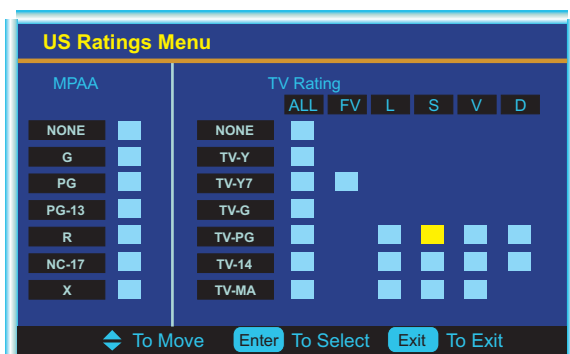 US Ratings Menu
MPAA
TV Rating
ALL FV L S V D
NONE NONE
G TV-Y
PG TV-Y7
PG-13 TV-G
R TV-PG
NC-17 TV-14
X TV-MA
To Move Enter To Select Exit To Exit